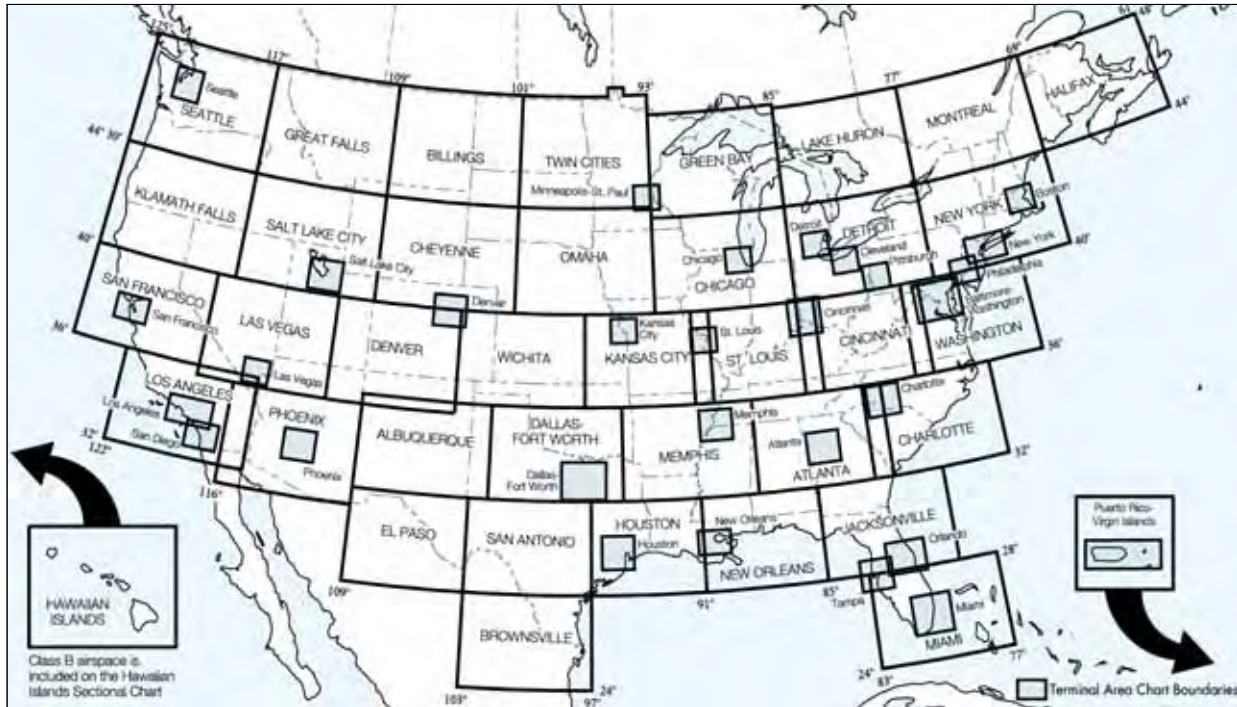 125°
117°
109°
101°
93°
85°
77°
69°
61°
48°
44°
Seattle
SEATTLE
GREAT FALLS
BILLINGS
TWIN CITIES
GREEN BAY
LAKE HURON
MONTREAL
HALIFAX
44° 30'
Minneapolis-St. Paul
KLAMATH FALLS
SALT LAKE CITY
Salt Lake City
CHEYENNE
OMAHA
Chicago
CHICAGO
Detroit
DETROIT
Cleveland
Pittsburgh
NEW YORK
Boston
New York
Philadelphia
Baltimore-
Washington
40°
40°
SAN FRANCISCO
San Francisco
LAS VEGAS
Las Vegas
Denver
DENVER
WICHITA
Kansas
City
KANSAS CITY
St. Louis
ST. LOUIS
Cincinnati
CINCINNATI
WASHINGTON
36°
36°
LOS ANGELES
Los Angeles
San Diego
PHOENIX
Phoenix
ALBUQUERQUE
DALLAS-
FORT WORTH
Dallas-
Fort Worth
Memphis
MEMPHIS
Atlanta
ATLANTA
Charlotte
CHARLOTTE
32°
122°
32°
116°
EL PASO
SAN ANTONIO
HOUSTON
Houston
New Orleans
NEW ORLEANS
JACKSONVILLE
Orlando
28°
109°
91°
85°
Tampa
Miami
MIAMI
BROWNSVILLE
103°
97°
24°
24°
83°
77°
HAWAIIAN
ISLANDS
Class B airspace is
included on the Hawaiian
Islands Sectional Chart
Puerto Rico-
Virgin Islands
Terminal Area Chart Boundaries